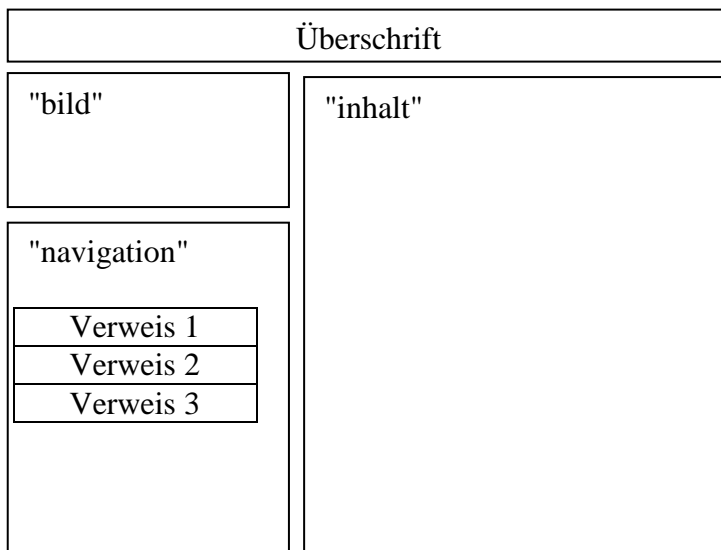 Überschrift
"bild"
"inhalt"
"navigation"
Verweis 1
Verweis 2
Verweis 3